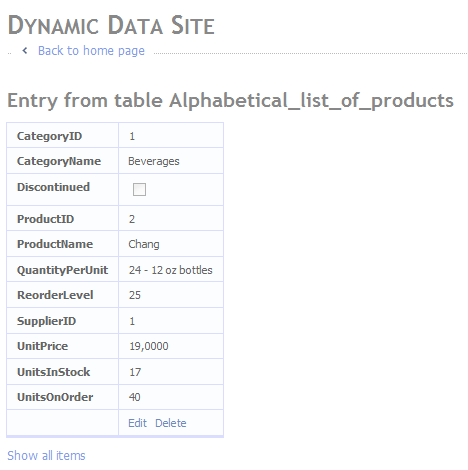 Dynamic Data Site
‹ Back to home page
Entry from table Alphabetical_list_of_products
CategoryID 1
CategoryName Beverages
Discontinued
ProductID 2
ProductName Chang
QuantityPerUnit 24 - 12 oz bottles
ReorderLevel 25
SupplierID 1
UnitPrice 19,0000
UnitsInStock 17
UnitsOnOrder 40
Edit Delete
Show all items